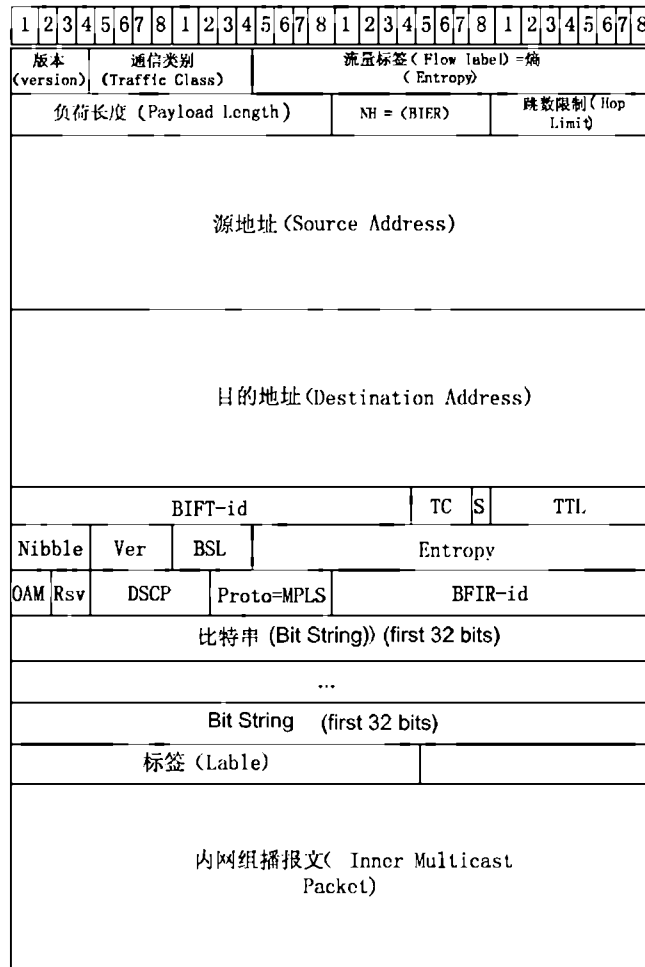 1 2 3 4 5 6 7 8 1 2 3 4 5 6 7 8 1 2 3 4 5 6 7 8 1 2 3 4 5 6 7 8
版本 通信类别 流量标签( Flow label) =熵
(version) (Traffic Class) ( Entropy)
负荷长度 (Payload Length) NH = (BIER) 跳数限制( Hop
Limit)
源地址(Source Address)
目的地址(Destination Address)
BIFT-id TC S TTL
Nibble Ver BSL Entropy
OAM Rsv DSCP Proto=MPLS BFIR-id
比特串 (Bit String)) (first 32 bits)
...
Bit String (first 32 bits)
标签 (Lable)
内网组播报文( Inner Multicast
Packet)